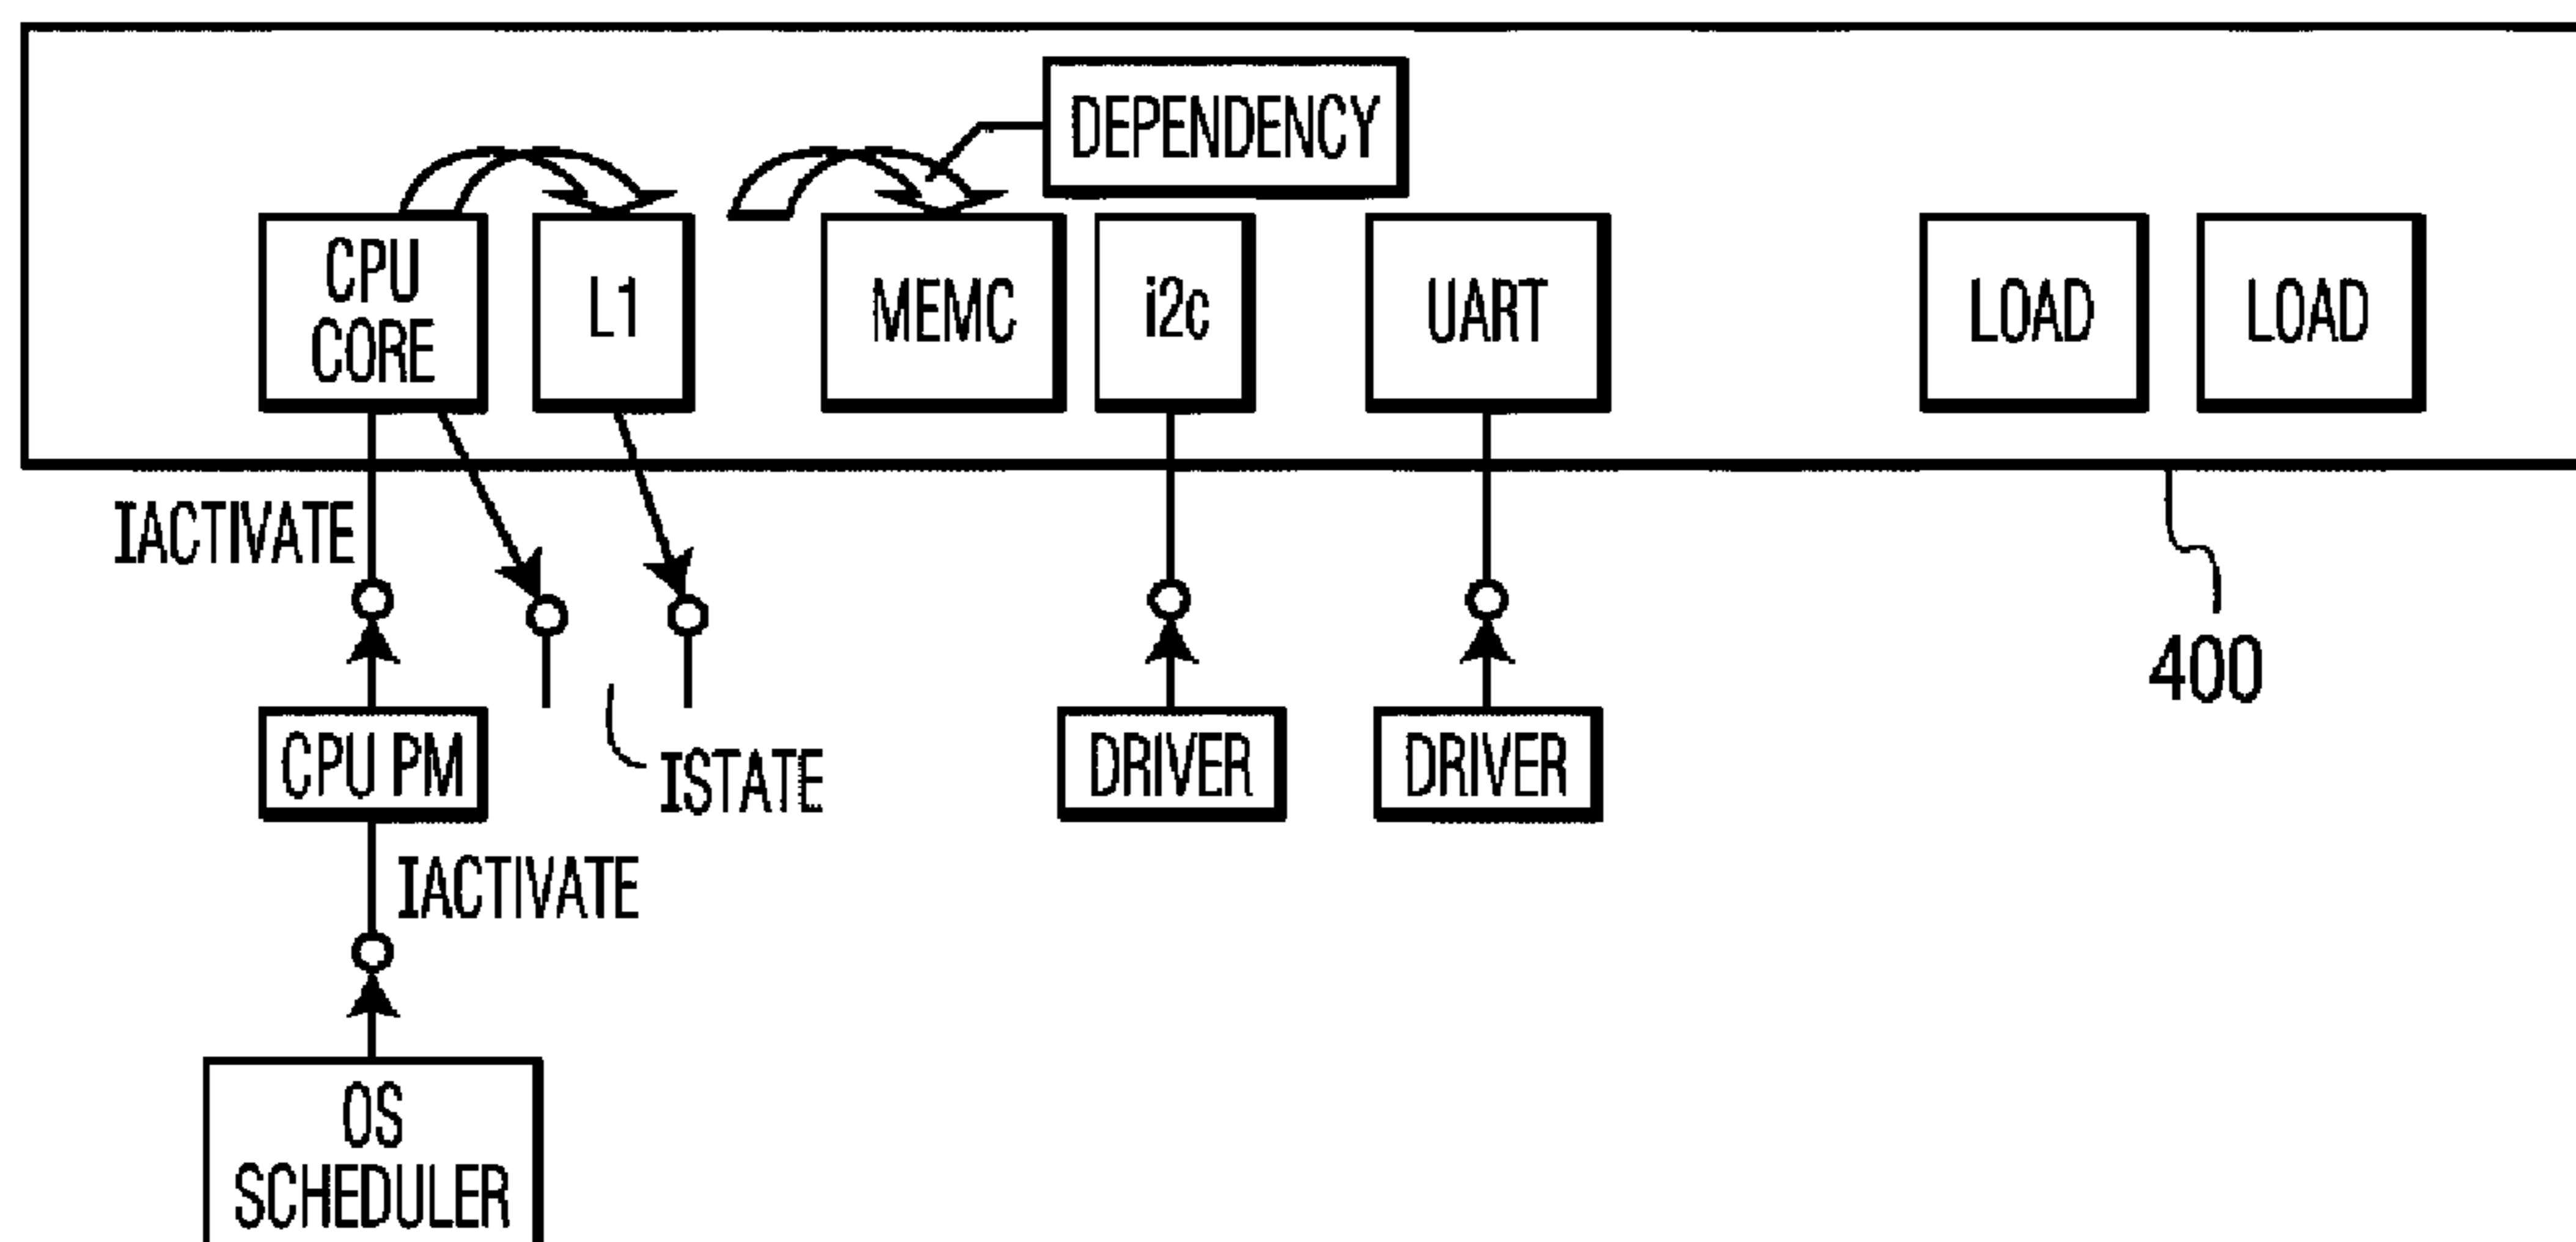 DEPENDENCY
CPU
CORE
L1
MEMC
i2c
UART
LOAD
LOAD
IACTIVATE
400
CPU PM
ISTATE
DRIVER
DRIVER
IACTIVATE
OS
SCHEDULER